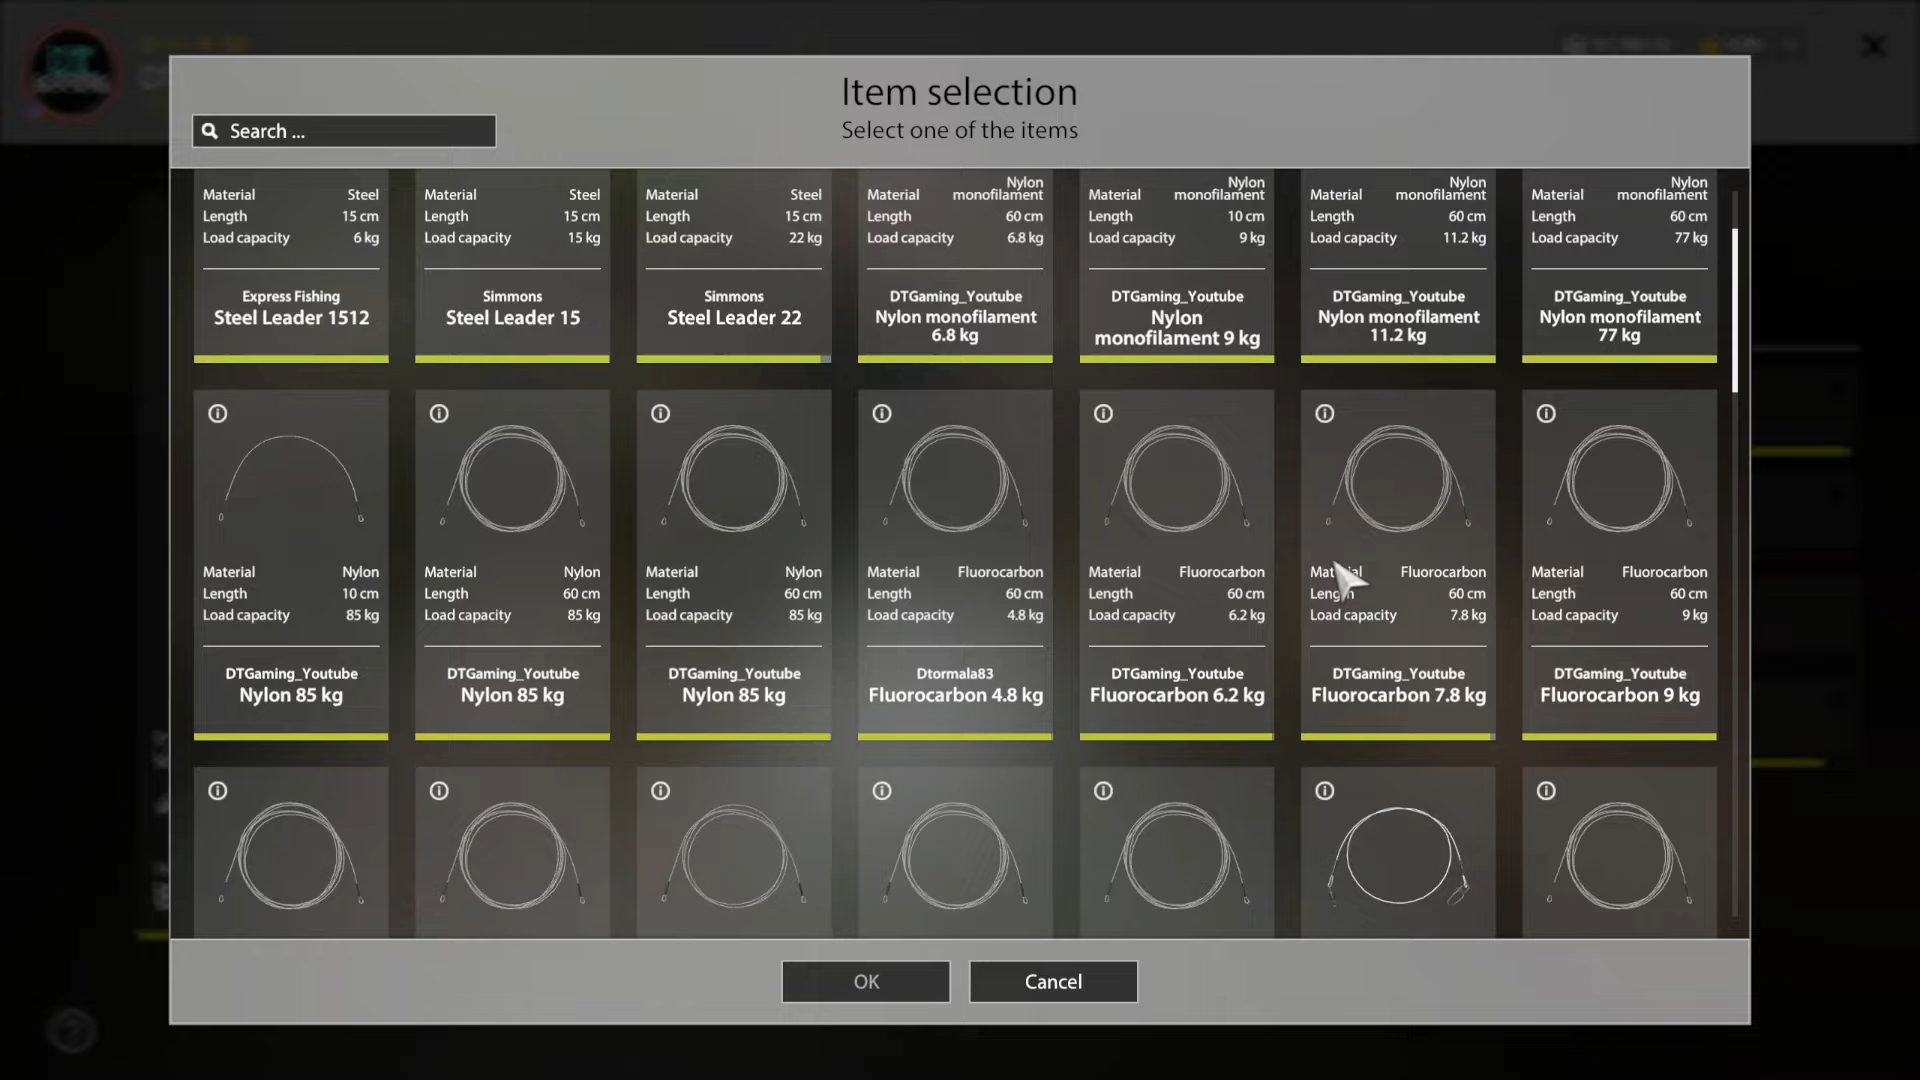 Item selection
Select one of the items
Search ...
Material Steel
Length 15 cm
Load capacity 6 kg
Express Fishing
Steel Leader 1512
Material Steel
Length 15 cm
Load capacity 15 kg
Simmons
Steel Leader 15
Material Steel
Length 15 cm
Load capacity 22 kg
Simmons
Steel Leader 22
Material Nylon
monofilament
Length 60 cm
Load capacity 6.8 kg
DTGaming_Youtube
Nylon monofilament
6.8 kg
Material Nylon
monofilament
Length 10 cm
Load capacity 9 kg
DTGaming_Youtube
Nylon
monofilament 9 kg
Material Nylon
monofilament
Length 60 cm
Load capacity 11.2 kg
DTGaming_Youtube
Nylon monofilament
11.2 kg
Material Nylon
monofilament
Length 60 cm
Load capacity 77 kg
DTGaming_Youtube
Nylon monofilament
77 kg
Material Nylon
Length 10 cm
Load capacity 85 kg
DTGaming_Youtube
Nylon 85 kg
Material Nylon
Length 60 cm
Load capacity 85 kg
DTGaming_Youtube
Nylon 85 kg
Material Nylon
Length 60 cm
Load capacity 85 kg
DTGaming_Youtube
Nylon 85 kg
Material Fluorocarbon
Length 60 cm
Load capacity 4.8 kg
Dtormala83
Fluorocarbon 4.8 kg
Material Fluorocarbon
Length 60 cm
Load capacity 6.2 kg
DTGaming_Youtube
Fluorocarbon 6.2 kg
Material Fluorocarbon
Length 60 cm
Load capacity 7.8 kg
DTGaming_Youtube
Fluorocarbon 7.8 kg
Material Fluorocarbon
Length 60 cm
Load capacity 9 kg
DTGaming_Youtube
Fluorocarbon 9 kg
OK
Cancel